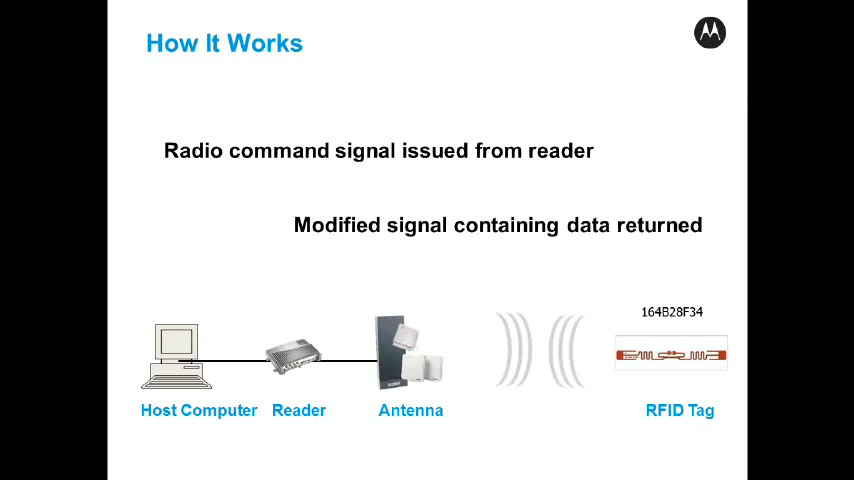 How It Works
Radio command signal issued from reader
Modified signal containing data returned
164B28F34
Host Computer Reader Antenna RFID Tag